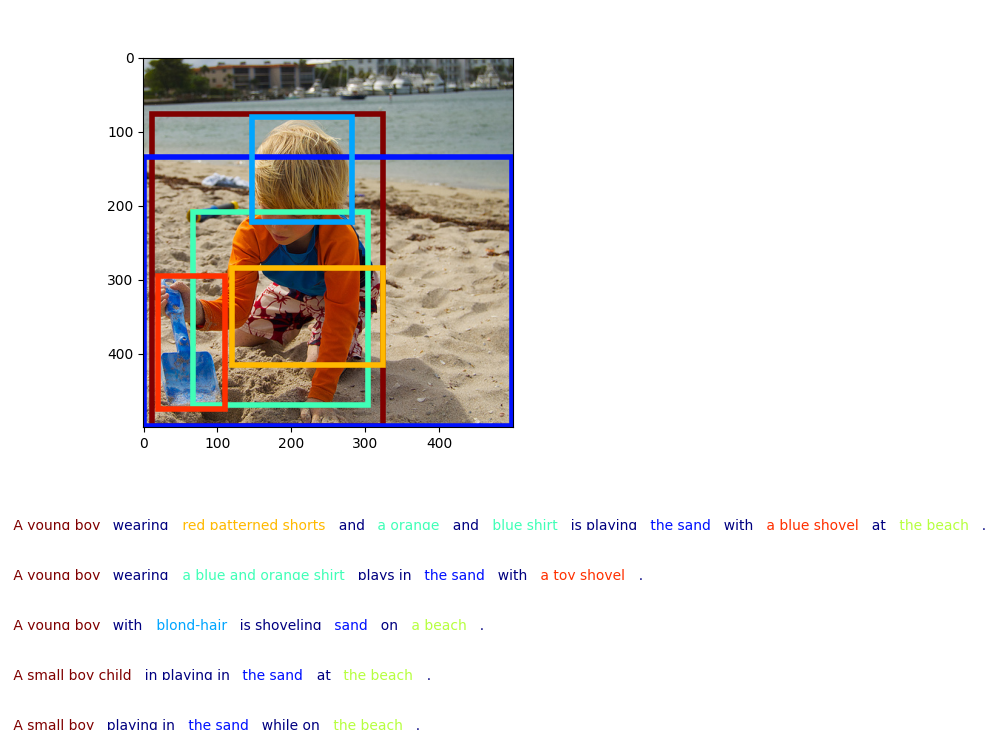 0
100
200
300
400
0 100 200 300 400
A young boy wearing red patterned shorts and a orange and blue shirt is playing the sand with a blue shovel at the beach .
A young boy wearing a blue and orange shirt plays in the sand with a toy shovel .
A young boy with blond-hair is shoveling sand on a beach .
A small boy child in playing in the sand at the beach .
A small boy playing in the sand while on the beach .